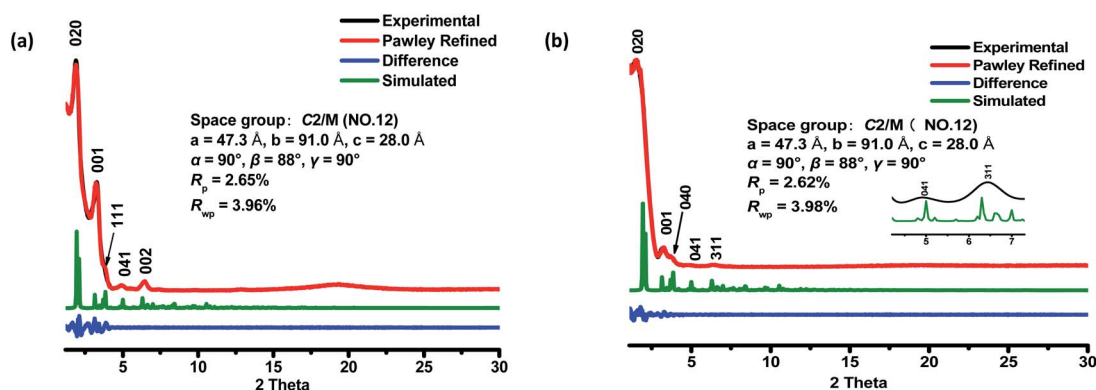 (a)
020
001
111
041
002
Experimental
Pawley Refined
Difference
Simulated
Space group: C2/M (NO.12)
a = 47.3 Å, b = 91.0 Å, c = 28.0 Å
α = 90°, β = 88°, γ = 90°
Rp = 2.65%
Rwp = 3.96%
5 10 15 20 25 30
2 Theta
(b)
020
001
040
041
311
Experimental
Pawley Refined
Difference
Simulated
Space group: C2/M ( NO.12)
a = 47.3 Å, b = 91.0 Å, c = 28.0 Å
α = 90°, β = 88°, γ = 90°
Rp = 2.62%
Rwp = 3.98%
041
311
5 6 7
5 10 15 20 25 30
2 Theta